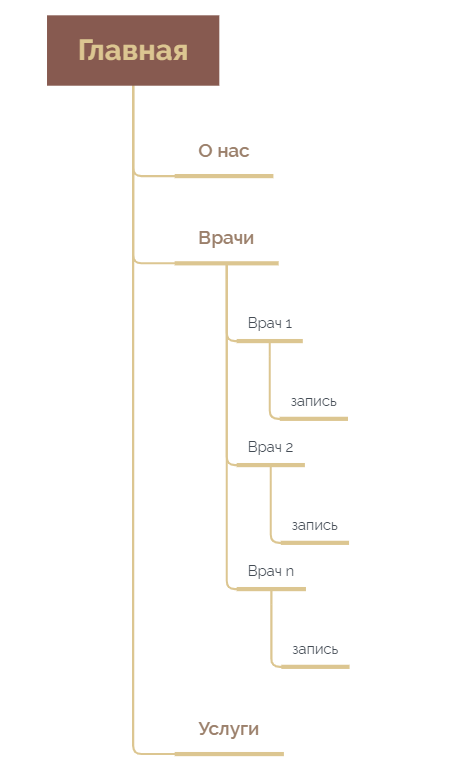 Главная
О нас
Врачи
Врач 1
запись
Врач 2
запись
Врач n
запись
Услуги